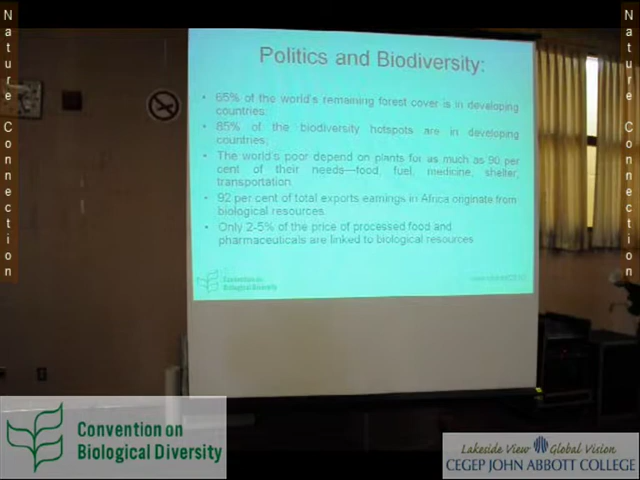 Politics and Biodiversity:
• 65% of the world's remaining forest cover is in developing
countries;
• 85% of the biodiversity hotspots are in developing
countries;
• The world's poor depend on plants for as much as 90 per
cent of their needs—food, fuel, medicine, shelter,
transportation
• 92 per cent of total exports earnings in Africa originate from
biological resources.
• Only 2-5% of the price of processed food and
pharmaceuticals are linked to biological resources
Convention on
Biological Diversity
Nature Connection
Nature Connection
Convention on
Biological Diversity
Lakeside View Global Vision
CEGEP JOHN ABBOTT COLLEGE